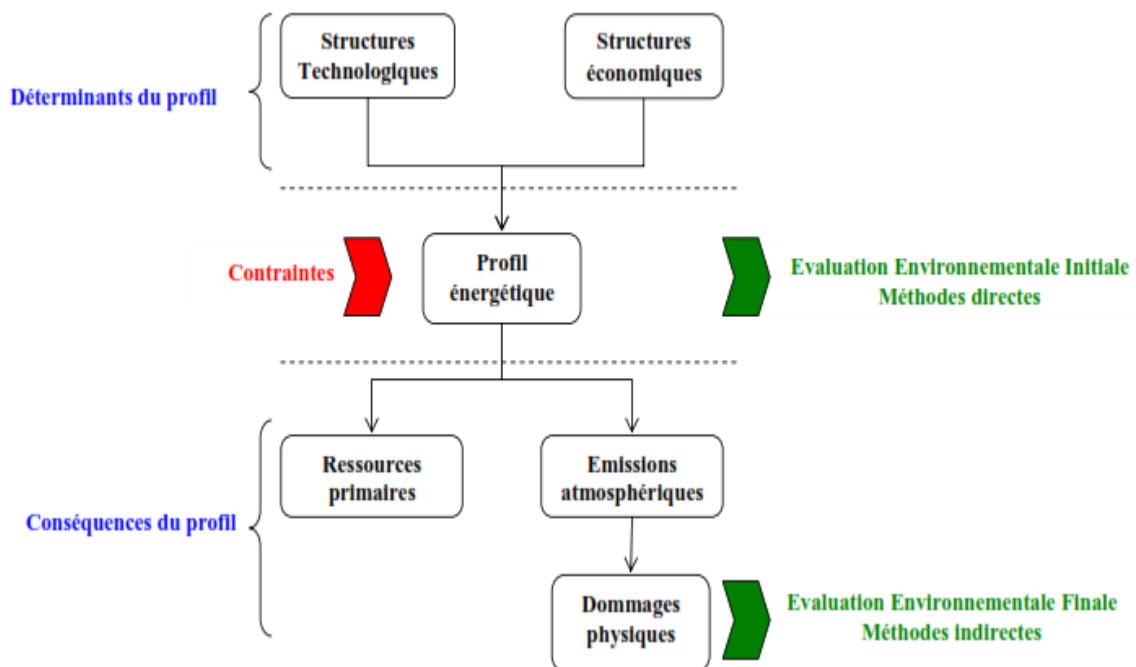 Structures
Technologiques
Structures
économiques
Déterminants du profil
Contraintes
Profil
énergétique
Evaluation Environnementale Initiale
Méthodes directes
Ressources
primaires
Emissions
atmosphériques
Conséquences du profil
Dommages
physiques
Evaluation Environnementale Finale
Méthodes indirectes